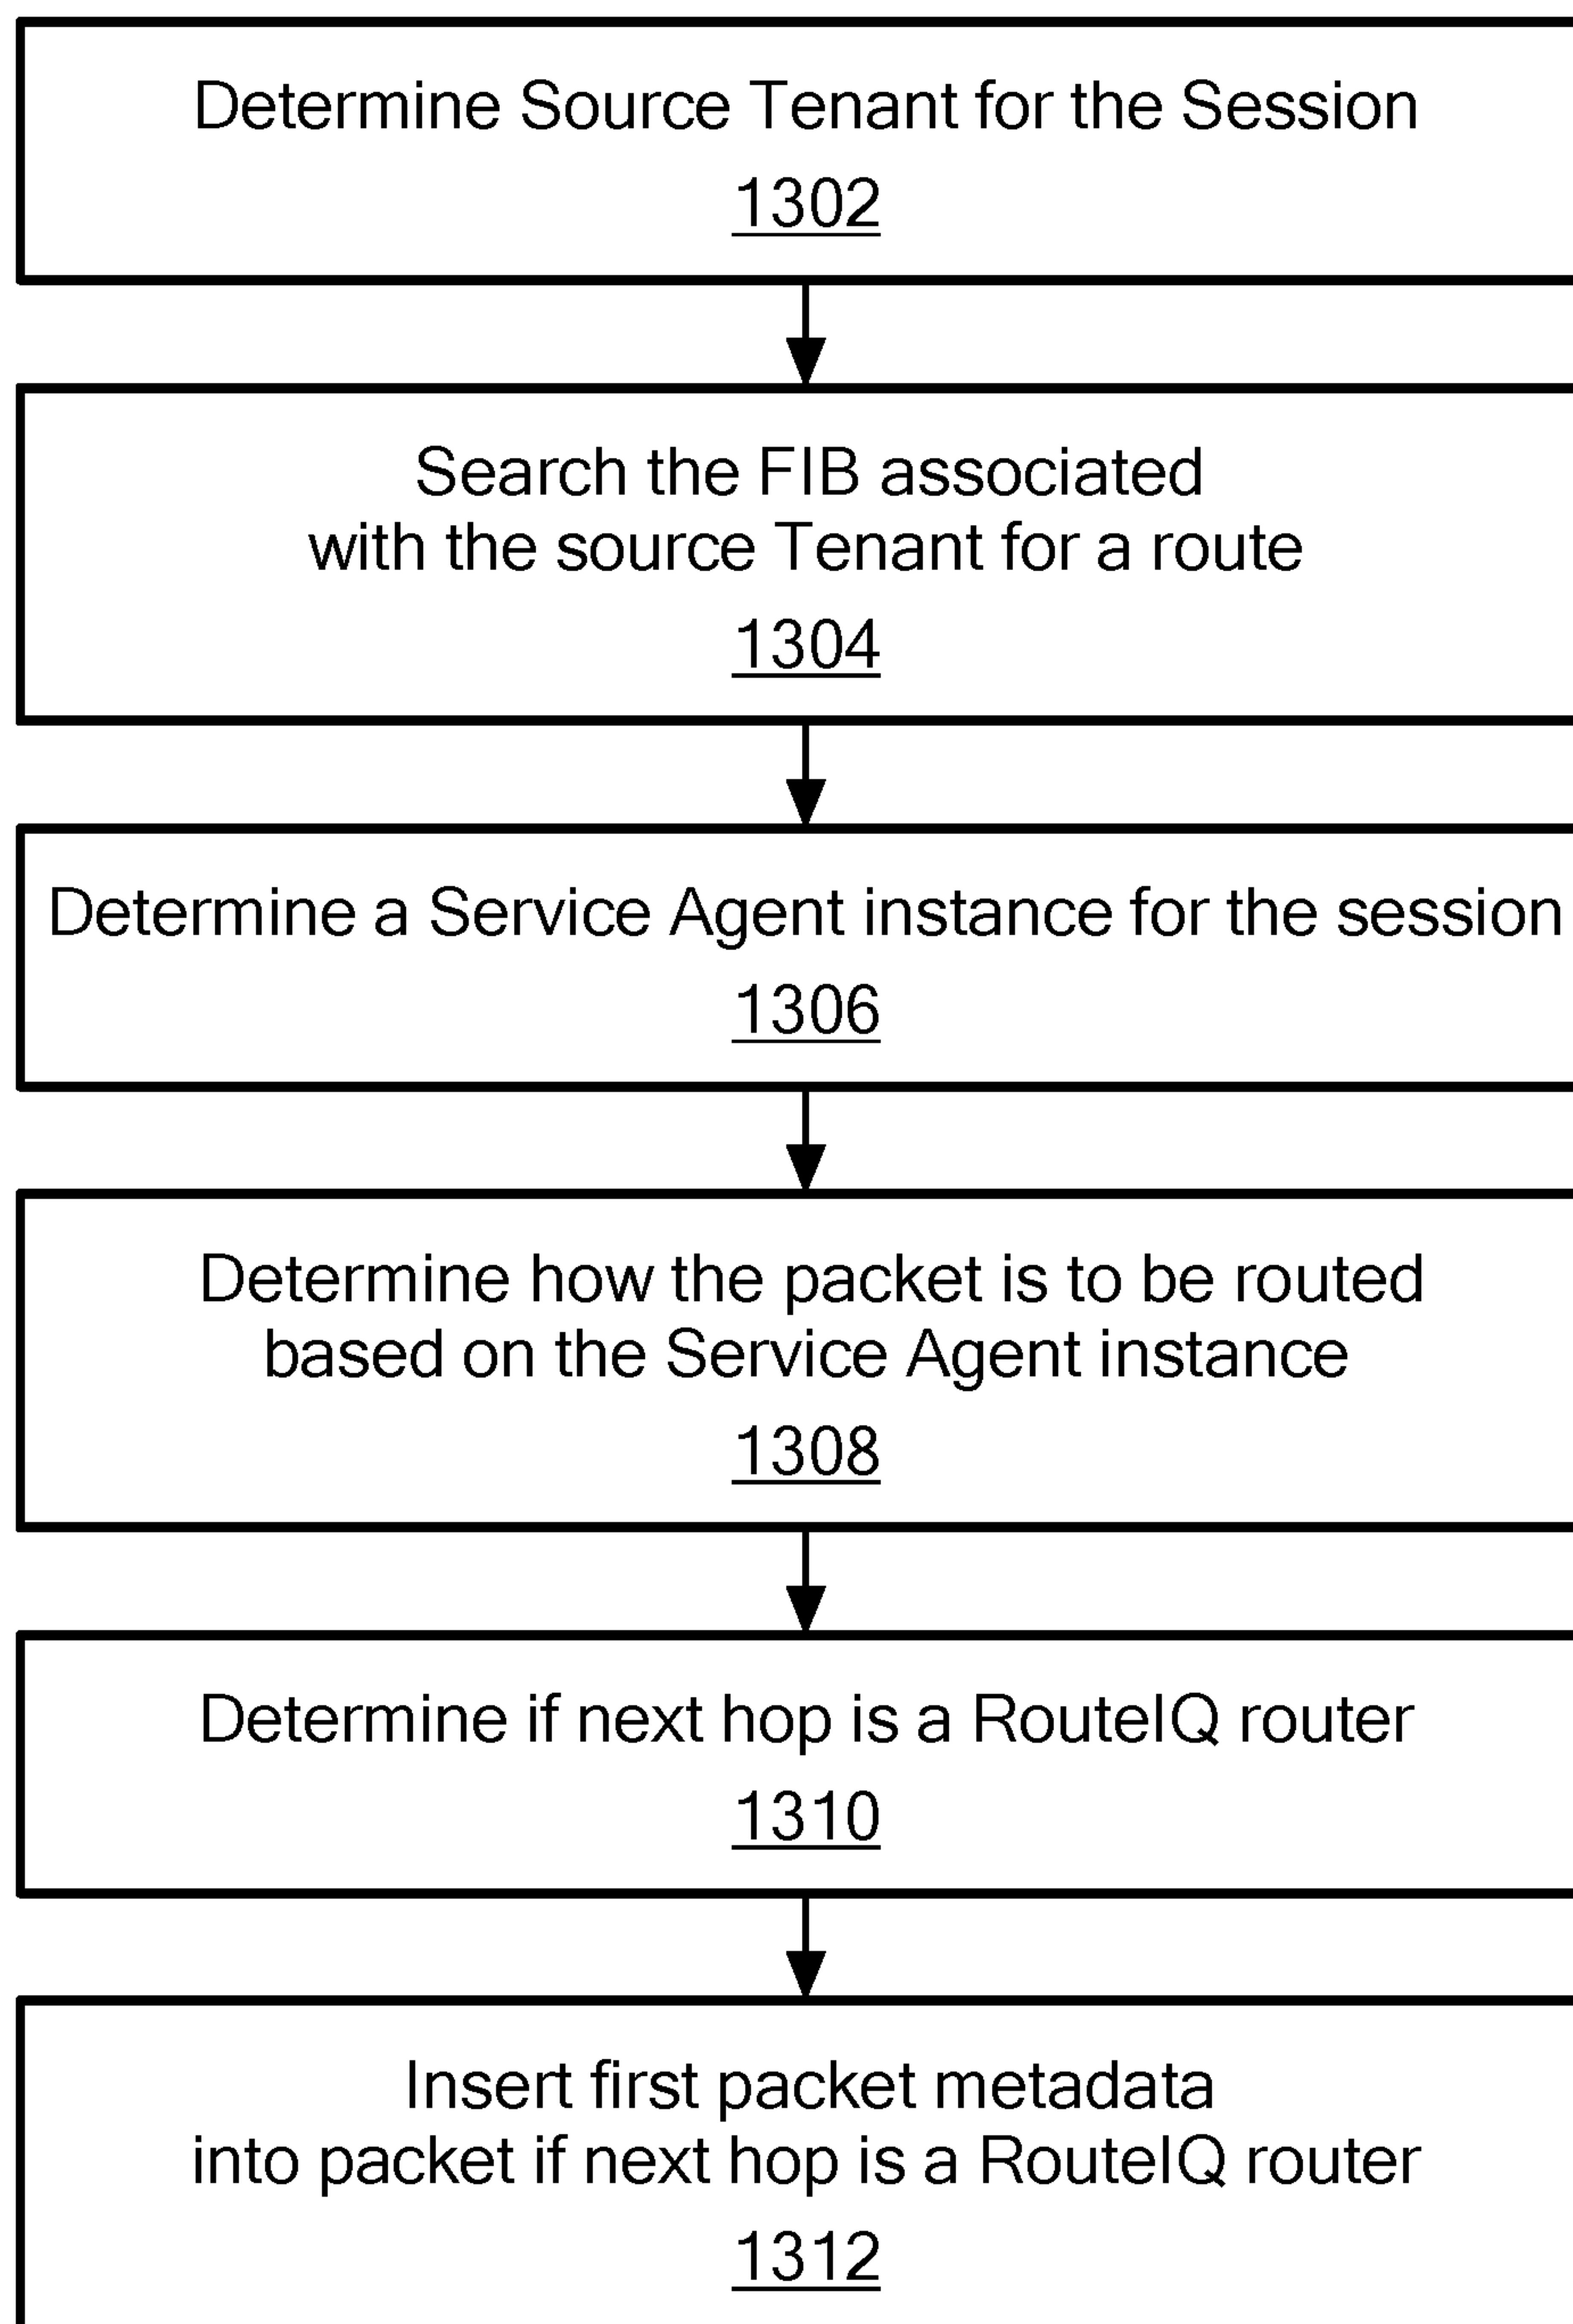 Determine Source Tenant for the Session
1302
Search the FIB associated
with the source Tenant for a route
1304
Determine a Service Agent instance for the session
1306
Determine how the packet is to be routed
based on the Service Agent instance
1308
Determine if next hop is a RouteIQ router
1310
Insert first packet metadata
into packet if next hop is a RouteIQ router
1312